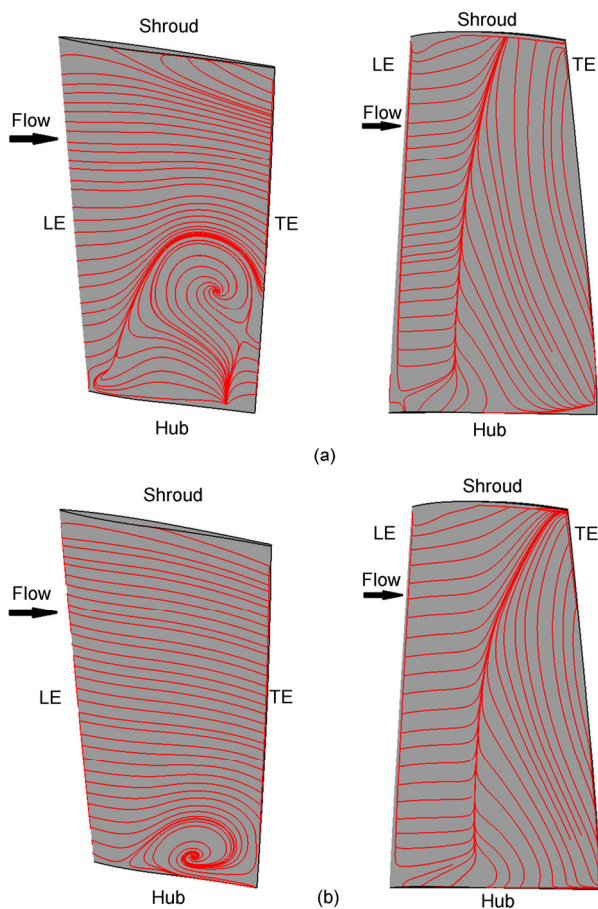 Shroud
Shroud
LE
TE
Flow
Flow
LE
TE
Hub
Hub
(a)
Shroud
Shroud
LE
TE
Flow
Flow
LE
TE
Hub
(b)
Hub